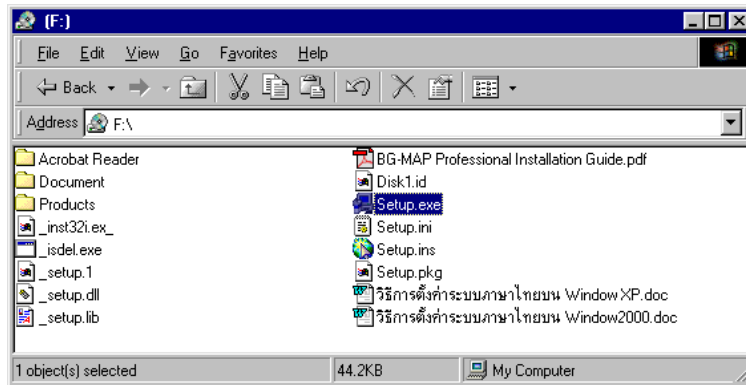 (F:)
File Edit View Go Favorites Help
Back
Address F:\
Acrobat Reader
Document
Products
_inst32i.ex_
_isdel.exe
_setup.1
_setup.dll
_setup.lib
BG-MAP Professional Installation Guide.pdf
Disk1.id
Setup.exe
Setup.ini
Setup.ins
Setup.pkg
วิธีการตั้งค่าระบบภาษาไทยบน Window XP.doc
วิธีการตั้งค่าระบบภาษาไทยบน Window2000.doc
1 object(s) selected 44.2KB My Computer